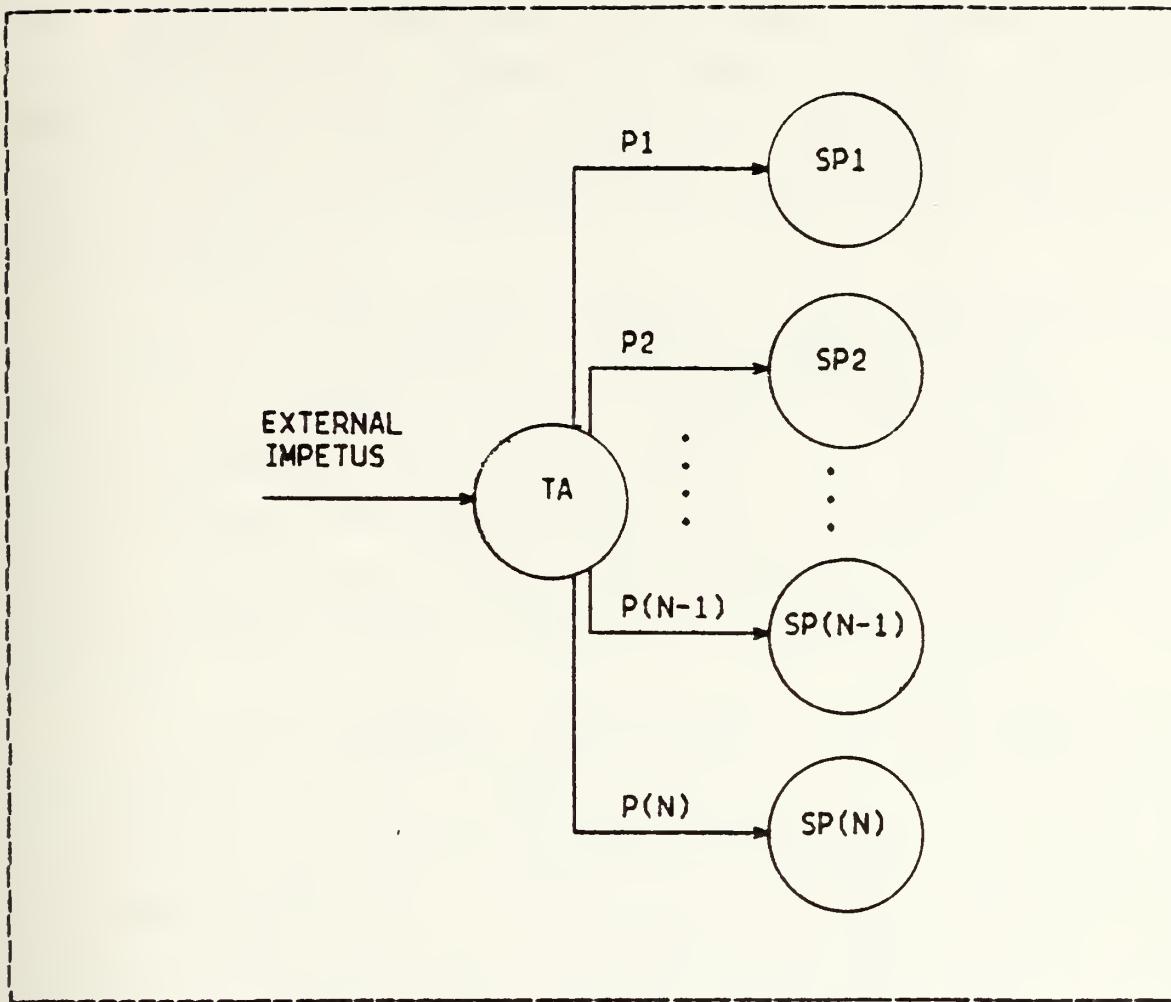 P1
SP1
P2
SP2
EXTERNAL
IMPETUS
TA
P(N-1)
SP(N-1)
P(N)
SP(N)